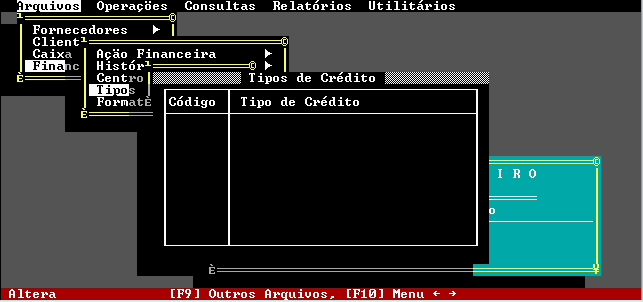 Arquivos Operações Consultas Relatórios Utilitários
Fornecedores
Client
Caixa
Financ
Ação Financeira
Histór
Centro
Tipos
Format
Tipos de Crédito
Código Tipo de Crédito
I R O
o
Altera [F9] Outros Arquivos, [F10] Menu ← →